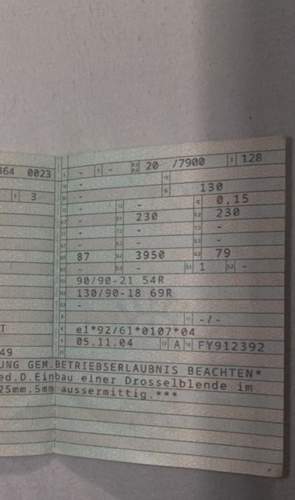 0023
3
- - 20 /7900 128
-
- 130
- - 0,15
- 230 230
- - -
- - -
87 3950 79
- - 1 -
90/90-21 54R
130/90-18 69R
-
- -/-
e1*92/61*0107*04
05.11.04 A FY912392
49
UNG GEM.BETRIEBSERLAUBNIS BEACHTEN*
ed.D.Einbau einer Drosselblende im
25mm,5mm aussermittig.***